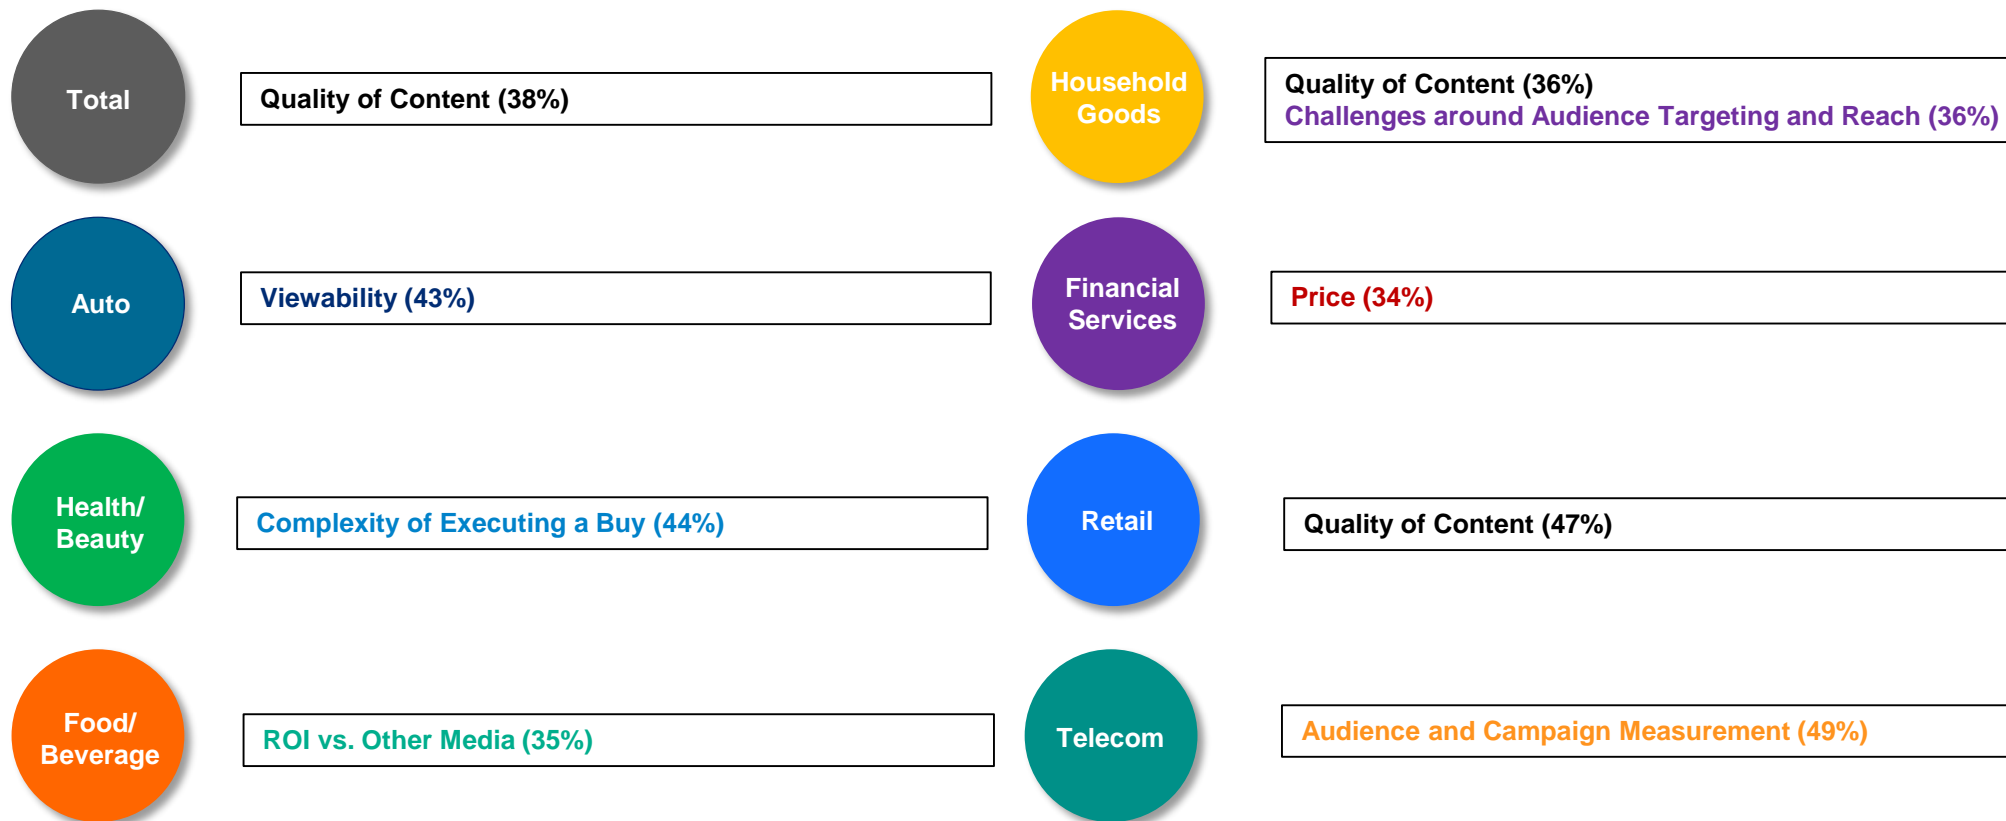 Total
Quality of Content (38%)
Household
Goods
Quality of Content (36%)
Challenges around Audience Targeting and Reach (36%)
Auto
Viewability (43%)
Financial
Services
Price (34%)
Health/
Beauty
Complexity of Executing a Buy (44%)
Retail
Quality of Content (47%)
Food/
Beverage
ROI vs. Other Media (35%)
Telecom
Audience and Campaign Measurement (49%)